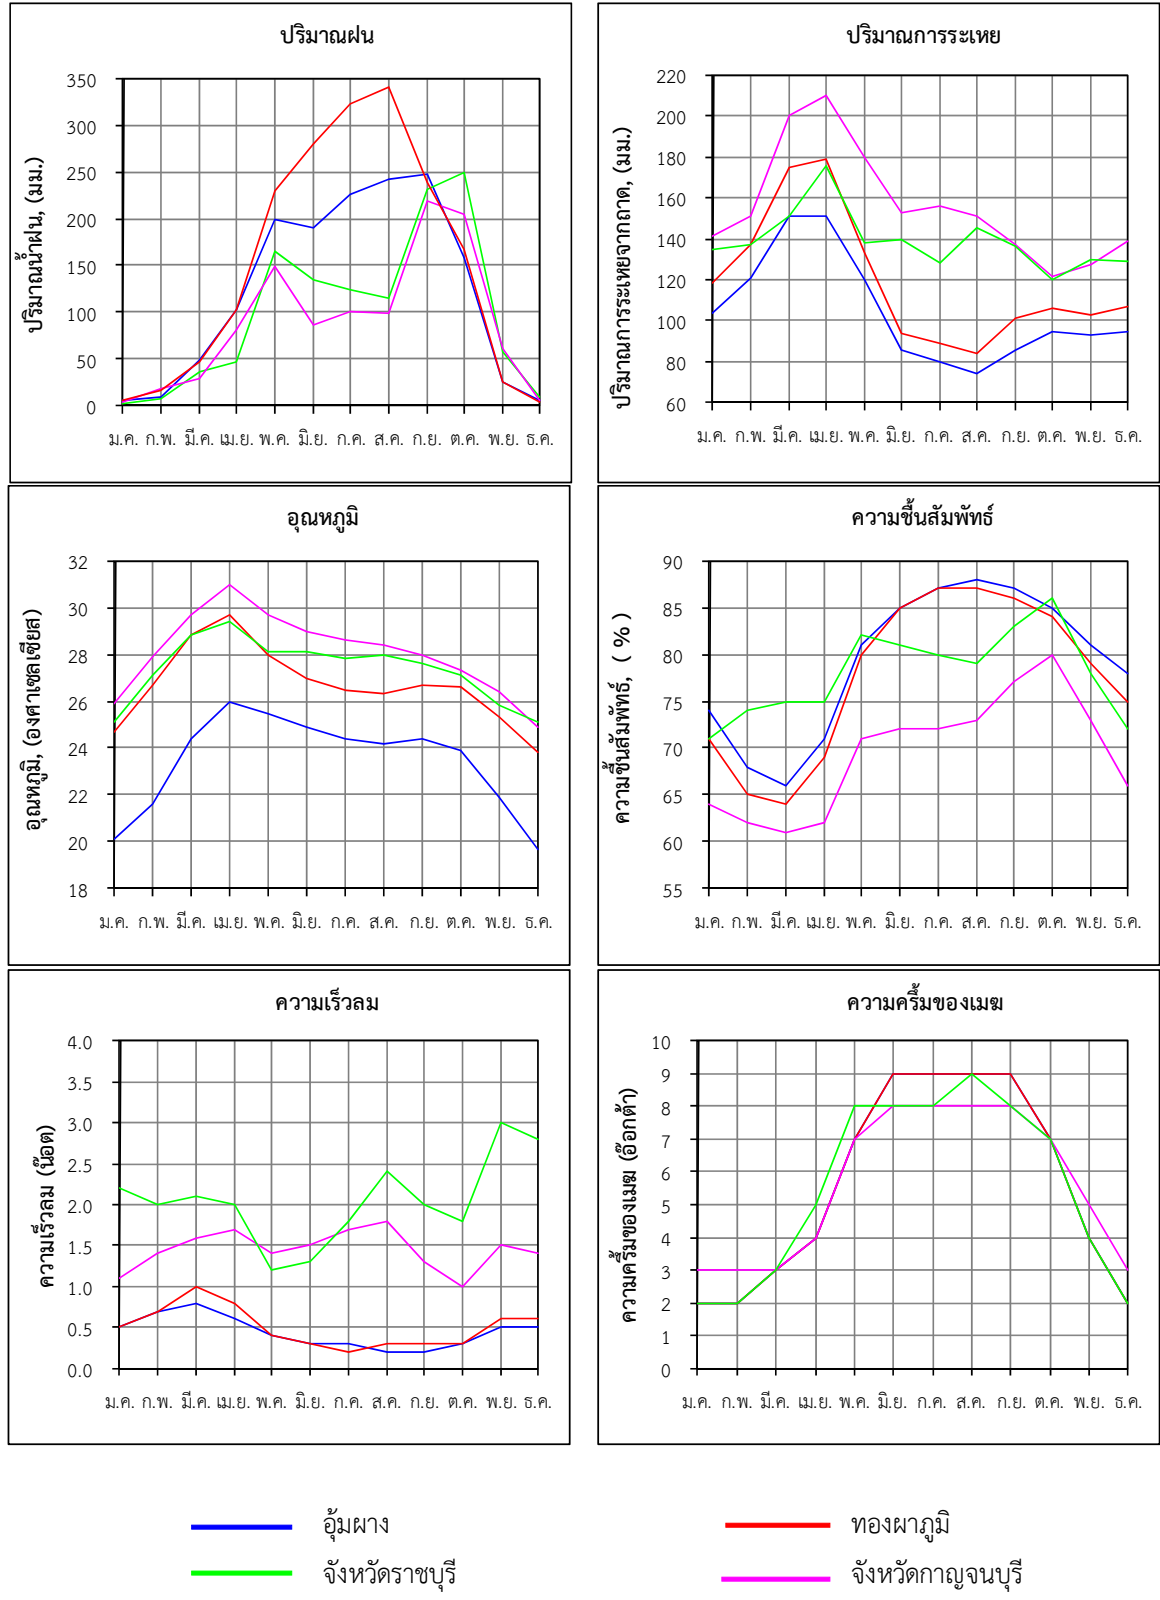 ปริมาณฝน
ปริมาณน้ำฝน, (มม.)
350
300
250
200
150
100
50
0
ม.ค. ก.พ. มี.ค. เม.ย. พ.ค. มิ.ย. ก.ค. ส.ค. ก.ย. ต.ค. พ.ย. ธ.ค.
ปริมาณการระเหย
ปริมาณการระเหยจากถาด, (มม.)
220
200
180
160
140
120
100
80
60
ม.ค. ก.พ. มี.ค. เม.ย. พ.ค. มิ.ย. ก.ค. ส.ค. ก.ย. ต.ค. พ.ย. ธ.ค.
อุณหภูมิ
อุณหภูมิ, (องศาเซลเซียส)
32
30
28
26
24
22
20
18
ม.ค. ก.พ. มี.ค. เม.ย. พ.ค. มิ.ย. ก.ค. ส.ค. ก.ย. ต.ค. พ.ย. ธ.ค.
ความชื้นสัมพัทธ์
ความชื้นสัมพัทธ์, ( % )
90
85
80
75
70
65
60
55
ม.ค. ก.พ. มี.ค. เม.ย. พ.ค. มิ.ย. ก.ค. ส.ค. ก.ย. ต.ค. พ.ย. ธ.ค.
ความเร็วลม
ความเร็วลม (น๊อต)
4.0
3.5
3.0
2.5
2.0
1.5
1.0
0.5
0.0
ม.ค. ก.พ. มี.ค. เม.ย. พ.ค. มิ.ย. ก.ค. ส.ค. ก.ย. ต.ค. พ.ย. ธ.ค.
ความครึ้มของเมฆ
ความครึ้มของเมฆ (อ๊อกต้า)
10
9
8
7
6
5
4
3
2
1
0
ม.ค. ก.พ. มี.ค. เม.ย. พ.ค. มิ.ย. ก.ค. ส.ค. ก.ย. ต.ค. พ.ย. ธ.ค.
อุ้มผาง
ทองผาภูมิ
จังหวัดราชบุรี
จังหวัดกาญจนบุรี